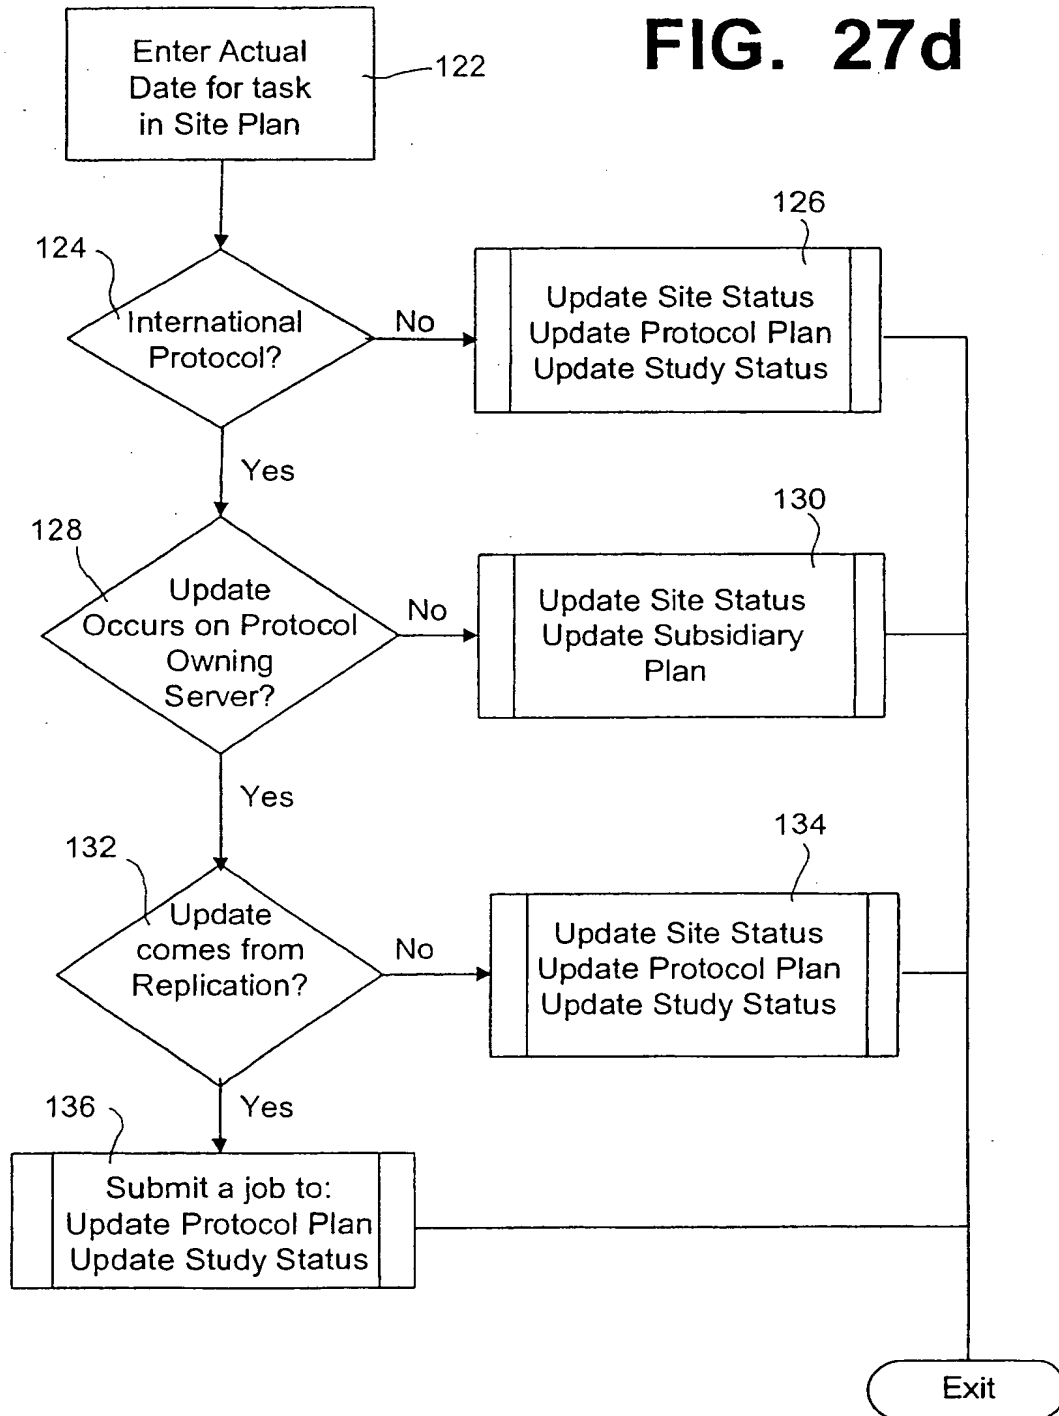 FIG. 27d
Enter Actual
Date for task
in Site Plan
122
124
International
Protocol?
No
126
Update Site Status
Update Protocol Plan
Update Study Status
Yes
128
Update
Occurs on Protocol
Owning
Server?
No
130
Update Site Status
Update Subsidiary
Plan
Yes
132
Update
comes from
Replication?
No
134
Update Site Status
Update Protocol Plan
Update Study Status
Yes
136
Submit a job to:
Update Protocol Plan
Update Study Status
Exit